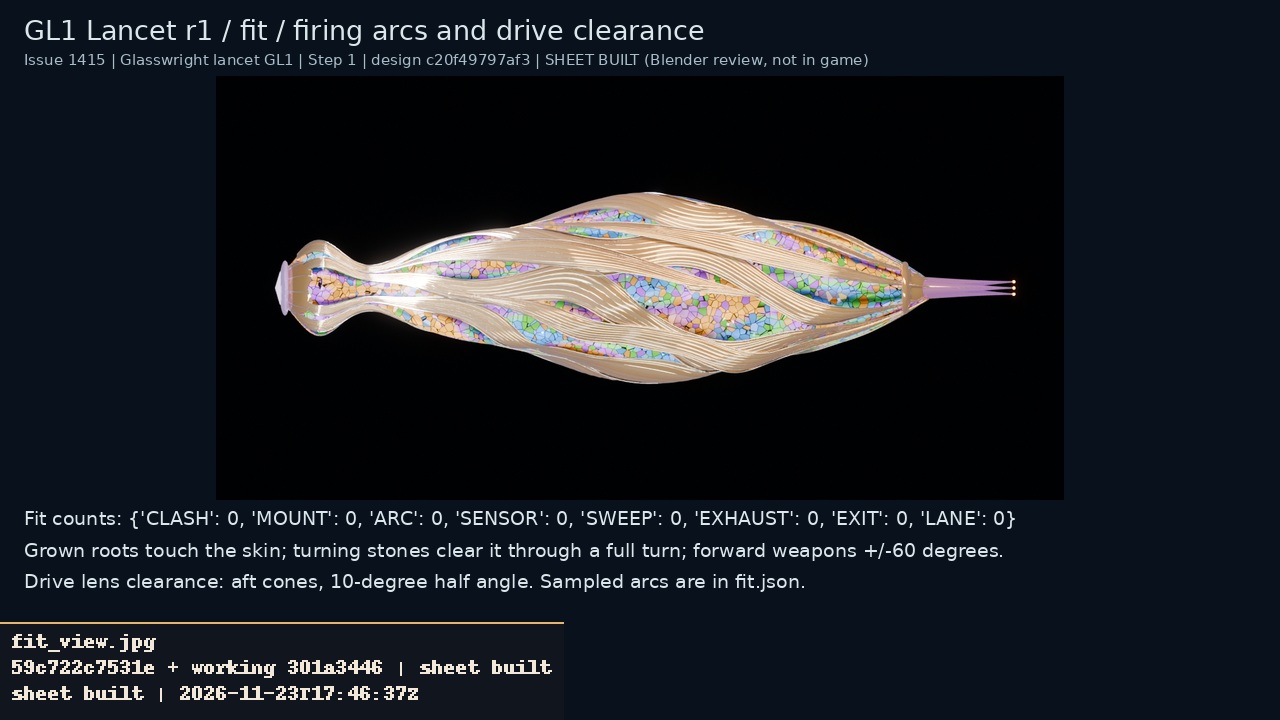 GL1 Lancet r1 / fit / firing arcs and drive clearance
Issue 1415 | Glasswright lancet GL1 | Step 1 | design c20f49797af3 | SHEET BUILT (Blender review, not in game)
Fit counts: {'CLASH': 0, 'MOUNT': 0, 'ARC': 0, 'SENSOR': 0, 'SWEEP': 0, 'EXHAUST': 0, 'EXIT': 0, 'LANE': 0}
Grown roots touch the skin; turning stones clear it through a full turn; forward weapons +/-60 degrees.
Drive lens clearance: aft cones, 10-degree half angle. Sampled arcs are in fit.json.
fit_view.jpg
59c722c7531e + working 301a3446 | sheet built
sheet built | 2026-11-23T17:46:37Z